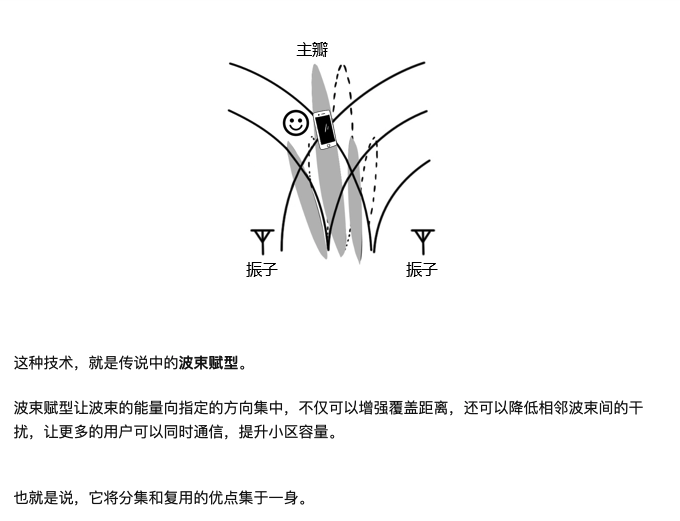 主瓣
振子
振子
这种技术，就是传说中的波束赋型。
波束赋型让波束的能量向指定的方向集中，不仅可以增强覆盖距离，还可以降低相邻波束间的干
扰，让更多的用户可以同时通信，提升小区容量。
也就是说，它将分集和复用的优点集于一身。